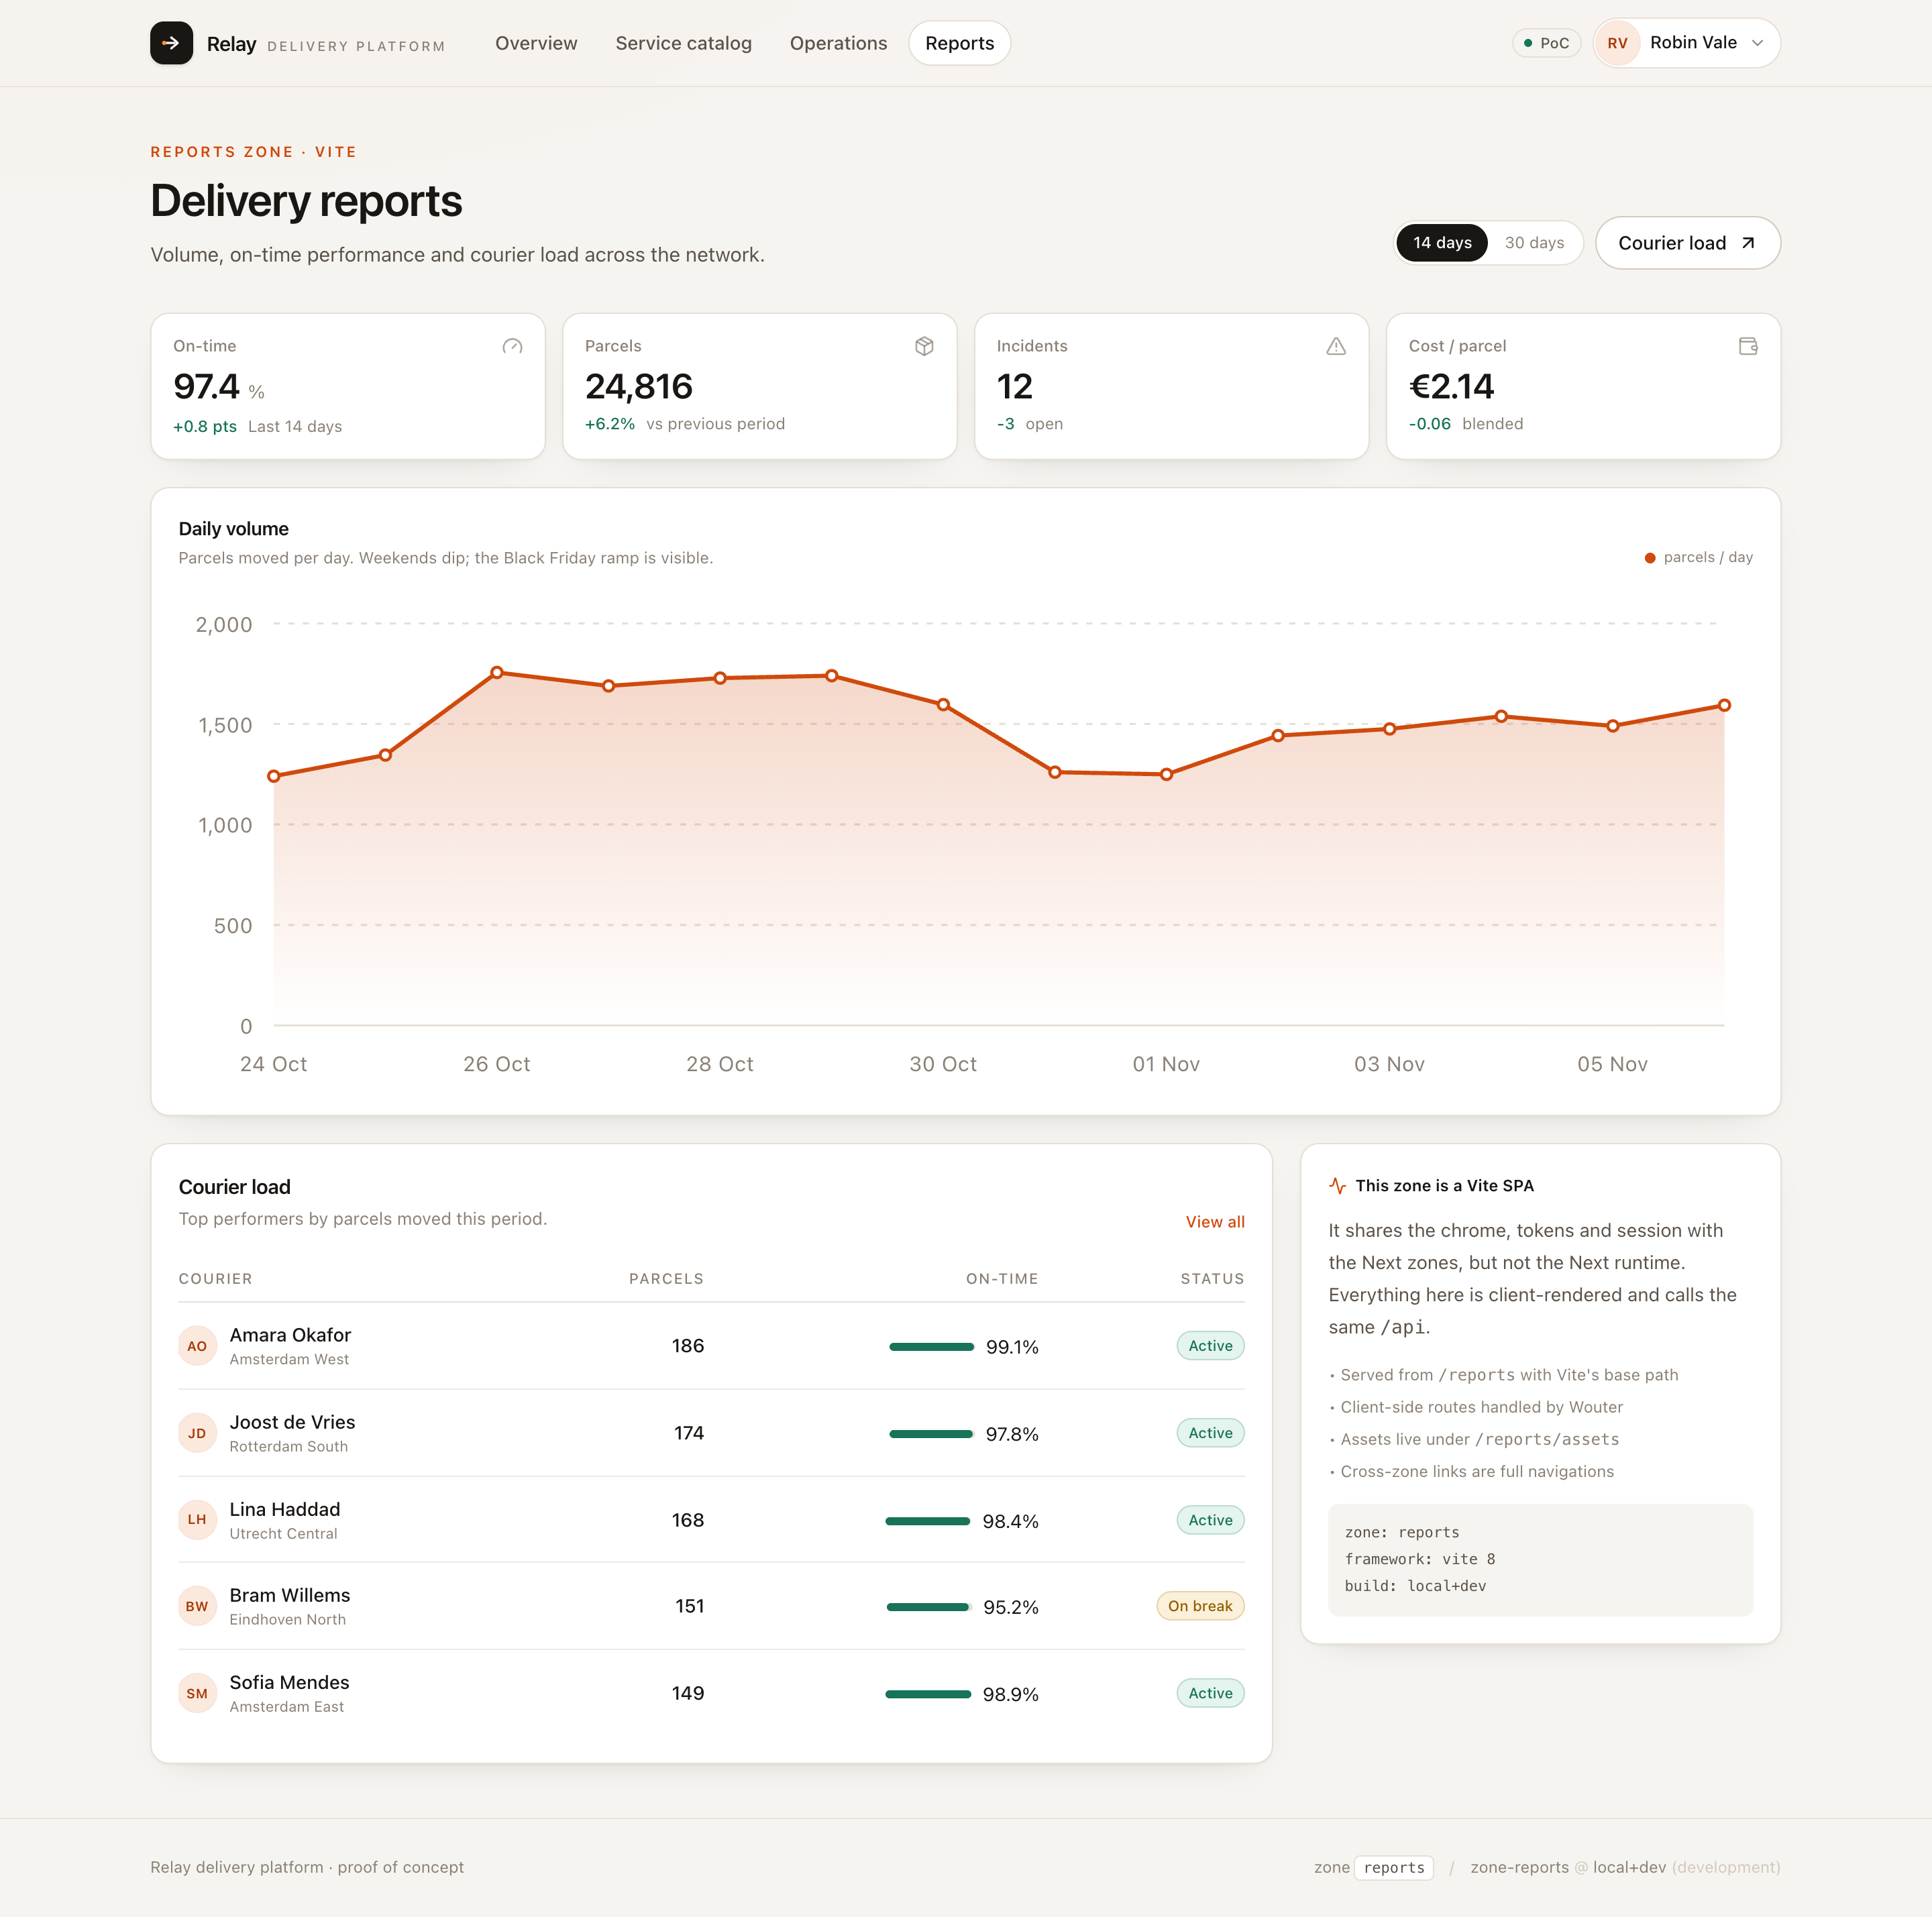 Relay DELIVERY PLATFORM Overview Service catalog Operations Reports PoC RV Robin Vale
REPORTS ZONE · VITE
Delivery reports
Volume, on-time performance and courier load across the network.
14 days 30 days Courier load
On-time
97.4 %
+0.8 pts Last 14 days
Parcels
24,816
+6.2% vs previous period
Incidents
12
-3 open
Cost / parcel
€2.14
-0.06 blended
Daily volume
Parcels moved per day. Weekends dip; the Black Friday ramp is visible.
parcels / day
2,000
1,500
1,000
500
0
24 Oct 26 Oct 28 Oct 30 Oct 01 Nov 03 Nov 05 Nov
Courier load
Top performers by parcels moved this period.
View all
COURIER PARCELS ON-TIME STATUS
AO Amara Okafor 186 99.1% Active
Amsterdam West
JD Joost de Vries 174 97.8% Active
Rotterdam South
LH Lina Haddad 168 98.4% Active
Utrecht Central
BW Bram Willems 151 95.2% On break
Eindhoven North
SM Sofia Mendes 149 98.9% Active
Amsterdam East
This zone is a Vite SPA
It shares the chrome, tokens and session with
the Next zones, but not the Next runtime.
Everything here is client-rendered and calls the
same /api.
• Served from /reports with Vite's base path
• Client-side routes handled by Wouter
• Assets live under /reports/assets
• Cross-zone links are full navigations
zone: reports
framework: vite 8
build: local+dev
Relay delivery platform · proof of concept
zone reports / zone-reports @ local+dev (development)